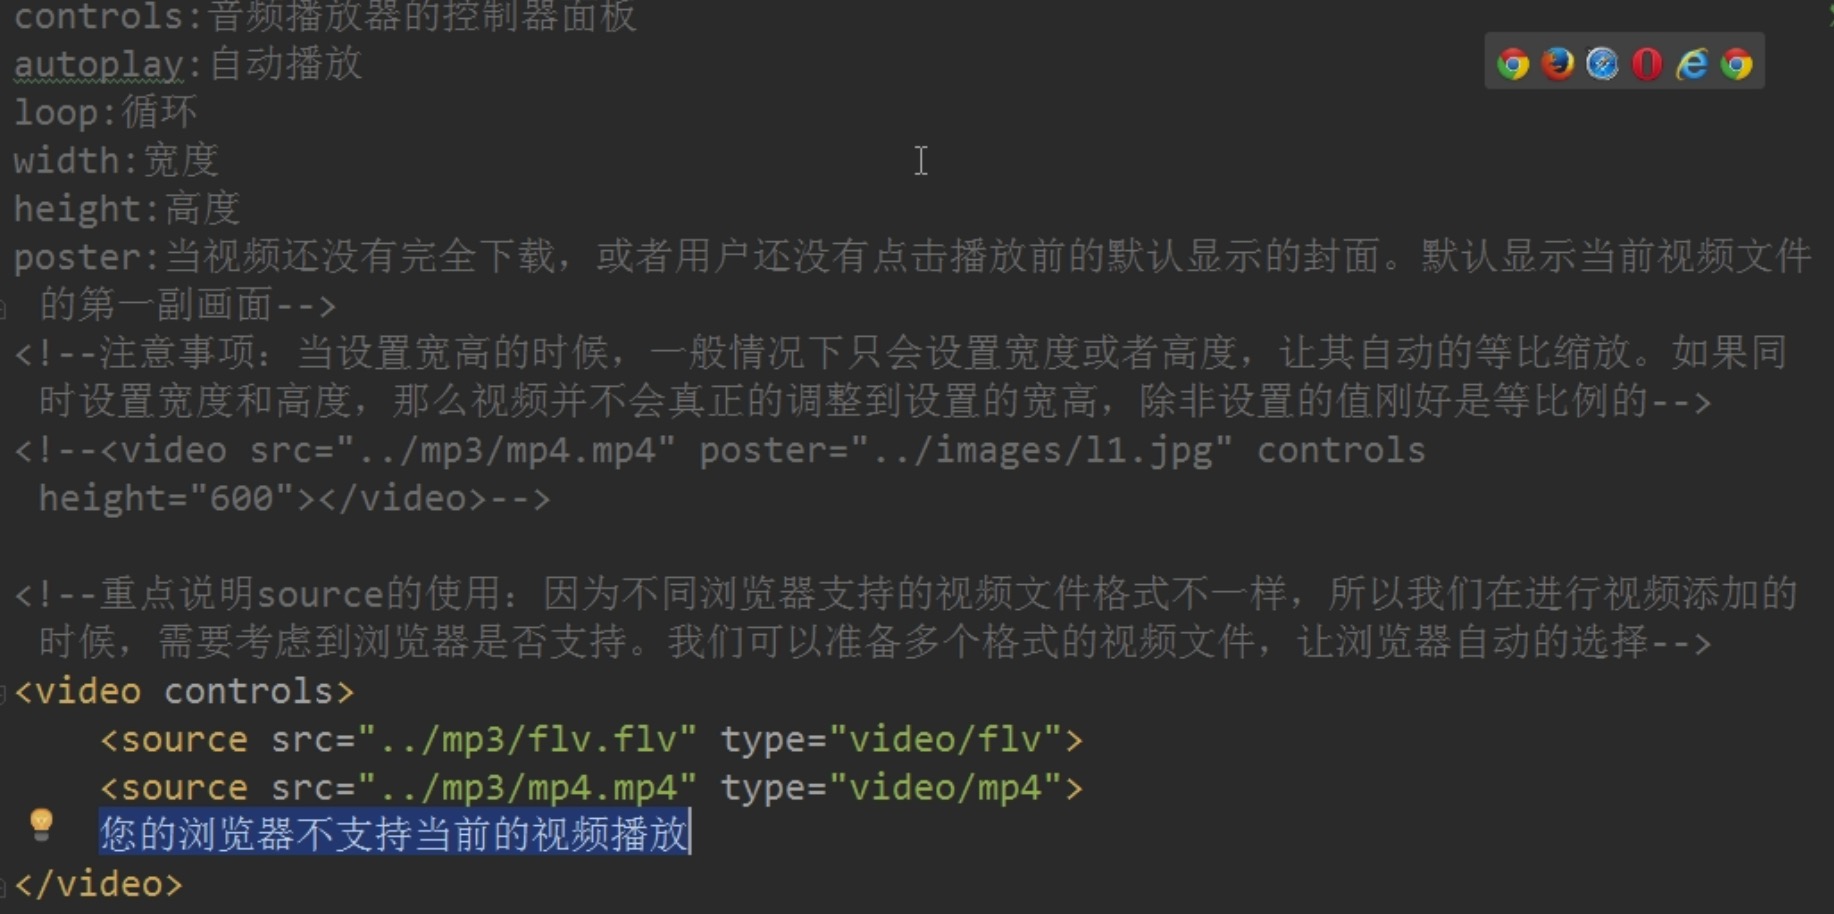 controls:音频播放器的控制器面板
autoplay:自动播放
loop:循环
width:宽度
height:高度
poster:当视频还没有完全下载，或者用户还没有点击播放前的默认显示的封面。默认显示当前视频文件
的第一副画面-->
<!--注意事项：当设置宽高的时候，一般情况下只会设置宽度或者高度，让其自动的等比缩放。如果同
时设置宽度和高度，那么视频并不会真正的调整到设置的宽高，除非设置的值刚好是等比例的-->
<!--<video src="../mp3/mp4.mp4" poster="../images/l1.jpg" controls
height="600"></video>-->
<!--重点说明source的使用：因为不同浏览器支持的视频文件格式不一样，所以我们在进行视频添加的
时候，需要考虑到浏览器是否支持。我们可以准备多个格式的视频文件，让浏览器自动的选择-->
<video controls>
<source src="../mp3/flv.flv" type="video/flv">
<source src="../mp3/mp4.mp4" type="video/mp4">
您的浏览器不支持当前的视频播放
</video>